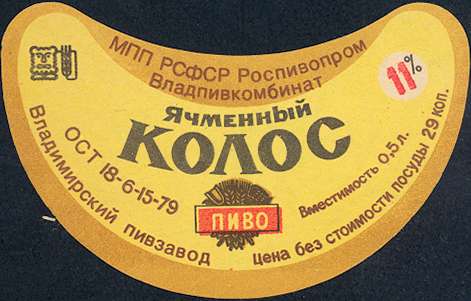 МПП РСФСР Роспивопром
Владпивкомбинат
11%
ЯЧМЕННЫЙ
КОЛОС
ОСТ 18-6-15-79
Владимирский пивзавод
ПИВО
Вместимость 0,5 л.
Цена без стоимости посуды 29 коп.